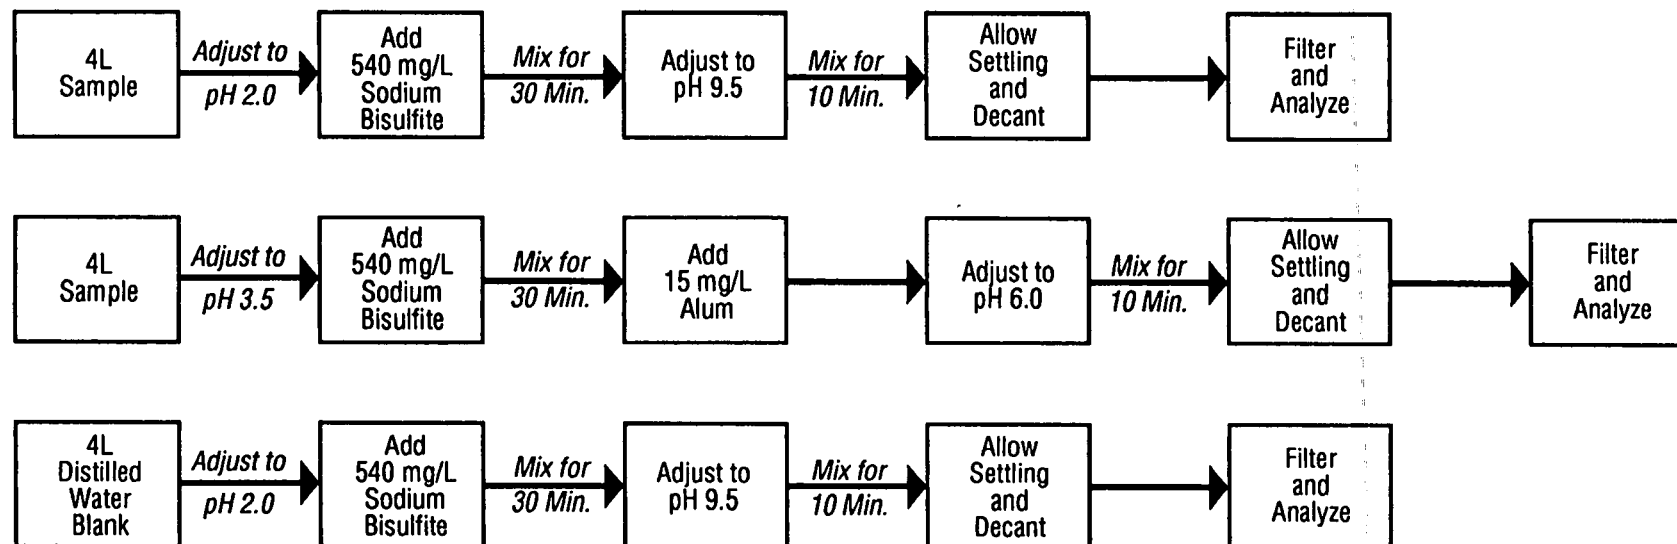 4L
Sample
Adjust to
pH 2.0
Add
540 mg/L
Sodium
Bisulfite
Mix for
30 Min.
Adjust to
pH 9.5
Mix for
10 Min.
Allow
Settling
and
Decant
Filter
and
Analyze
4L
Sample
Adjust to
pH 3.5
Add
540 mg/L
Sodium
Bisulfite
Mix for
30 Min.
Add
15 mg/L
Alum
Adjust to
pH 6.0
Mix for
10 Min.
Allow
Settling
and
Decant
Filter
and
Analyze
4L
Distilled
Water
Blank
Adjust to
pH 2.0
Add
540 mg/L
Sodium
Bisulfite
Mix for
30 Min.
Adjust to
pH 9.5
Mix for
10 Min.
Allow
Settling
and
Decant
Filter
and
Analyze